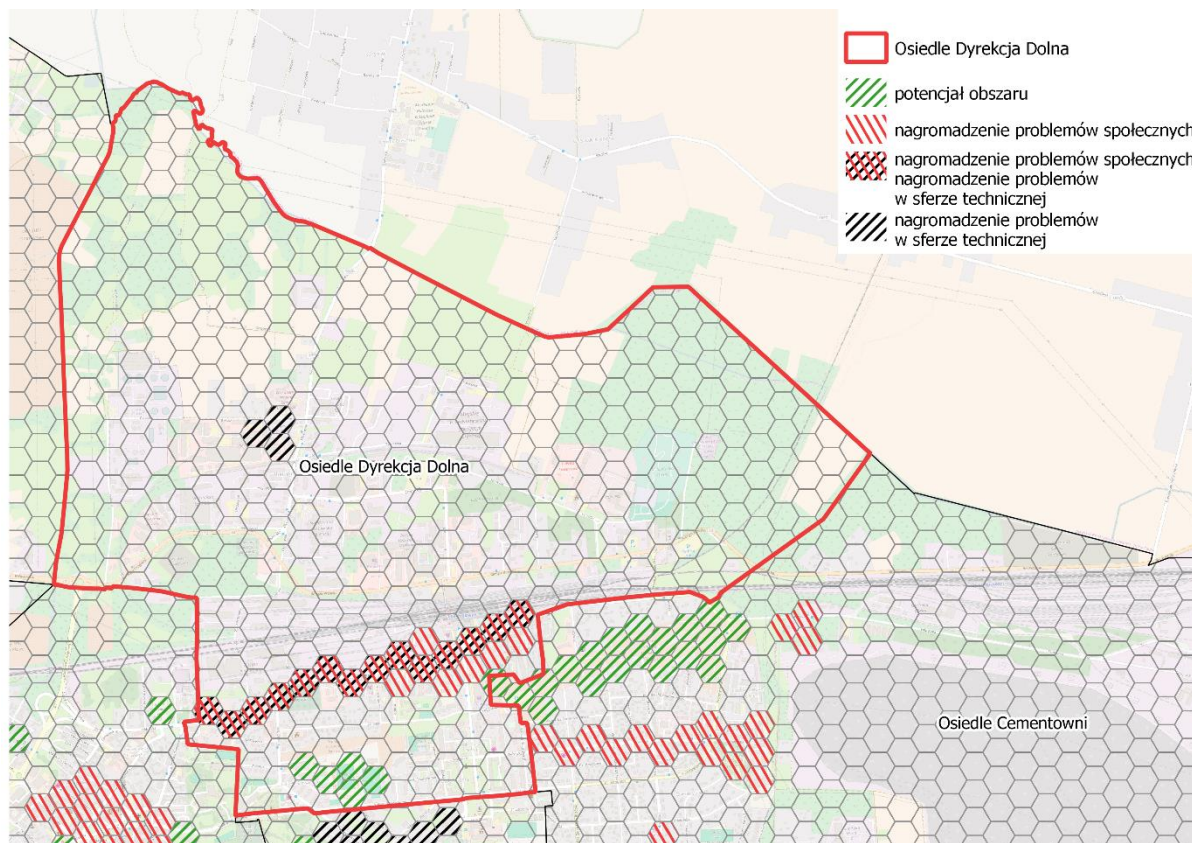 Osiedle Dyrekcja Dolna
potencjał obszaru
nagromadzenie problemów społecznych
nagromadzenie problemów społecznych
nagromadzenie problemów
w sferze technicznej
nagromadzenie problemów
w sferze technicznej
Osiedle Dyrekcja Dolna
Osiedle Cementowni